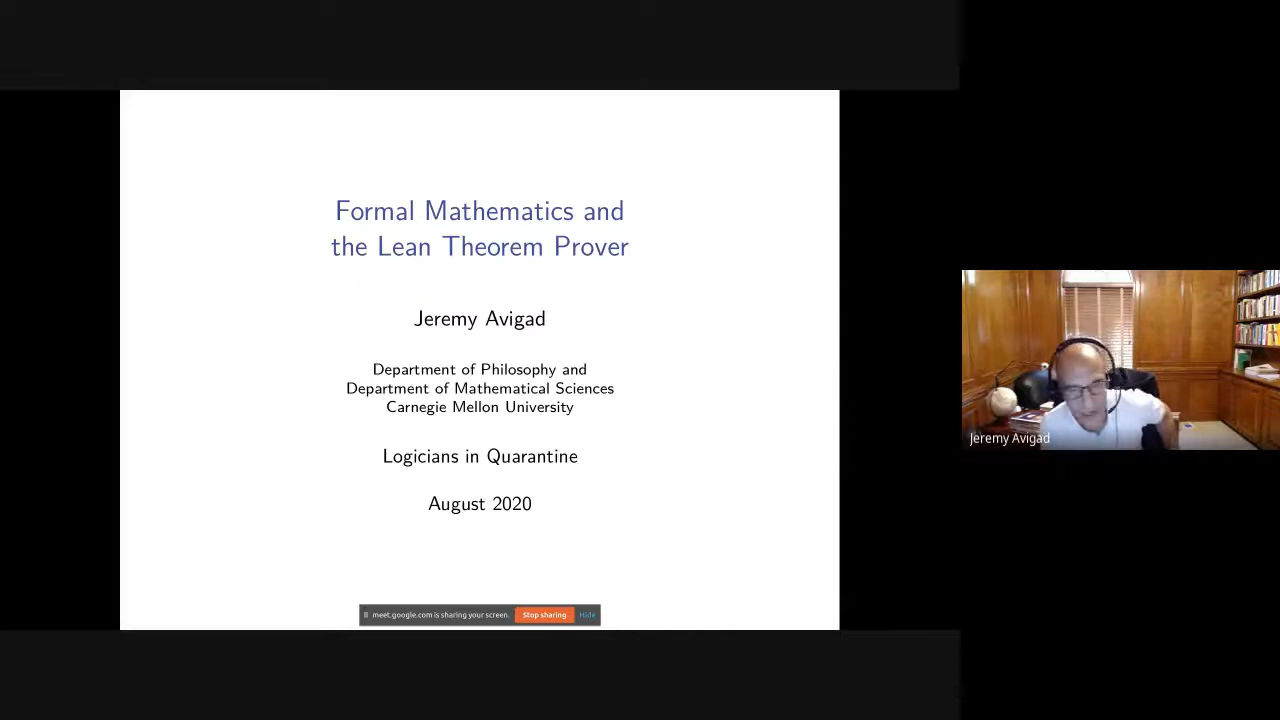 Formal Mathematics and
the Lean Theorem Prover
Jeremy Avigad
Department of Philosophy and
Department of Mathematical Sciences
Carnegie Mellon University
Logicians in Quarantine
August 2020
meet.google.com is sharing your screen. Stop sharing Hide
Jeremy Avigad